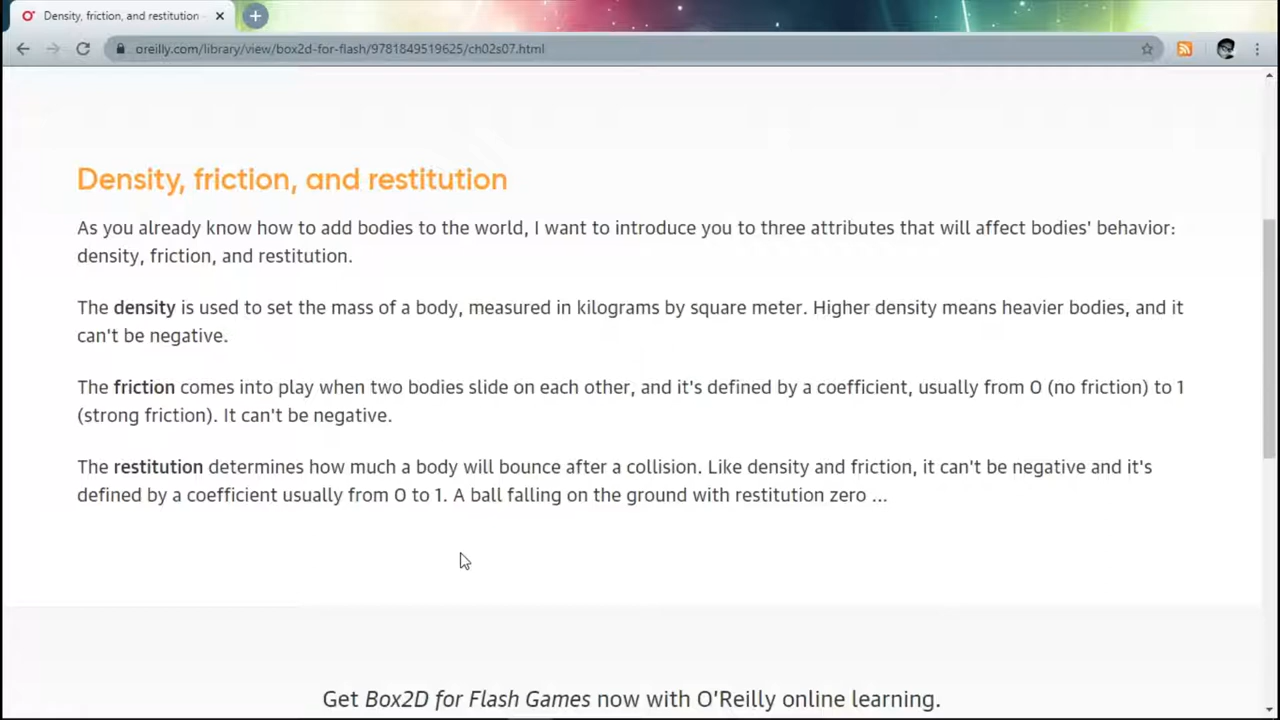 Density, friction, and restitution
oreilly.com/library/view/box2d-for-flash/9781849519625/ch02s07.html
Density, friction, and restitution
As you already know how to add bodies to the world, I want to introduce you to three attributes that will affect bodies' behavior:
density, friction, and restitution.
The density is used to set the mass of a body, measured in kilograms by square meter. Higher density means heavier bodies, and it
can't be negative.
The friction comes into play when two bodies slide on each other, and it's defined by a coefficient, usually from 0 (no friction) to 1
(strong friction). It can't be negative.
The restitution determines how much a body will bounce after a collision. Like density and friction, it can't be negative and it's
defined by a coefficient usually from 0 to 1. A ball falling on the ground with restitution zero ...
Get Box2D for Flash Games now with O’Reilly online learning.